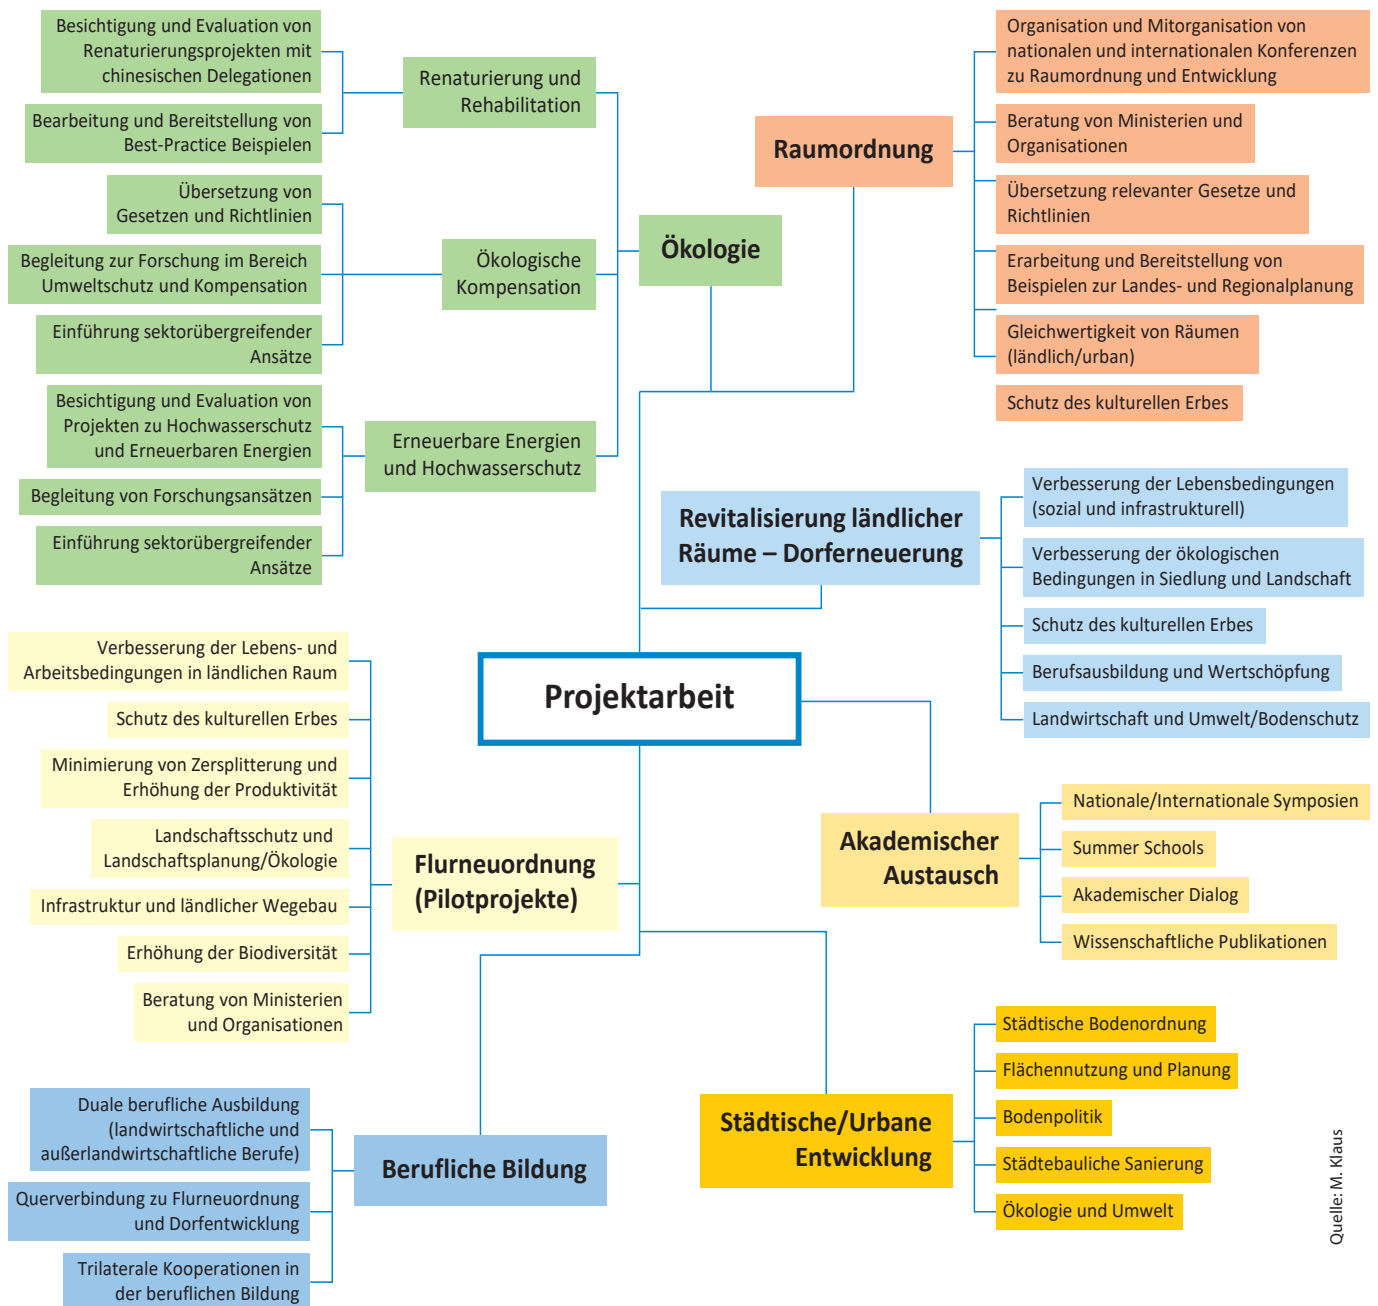 Besichtigung und Evaluation von
Renaturierungsprojekten mit
chinesischen Delegationen
Bearbeitung und Bereitstellung von
Best-Practice Beispielen
Renaturierung und
Rehabilitation
Übersetzung von
Gesetzen und Richtlinien
Begleitung zur Forschung im Bereich
Umweltschutz und Kompensation
Einführung sektorübergreifender
Ansätze
Ökologische
Kompensation
Besichtigung und Evaluation von
Projekten zu Hochwasserschutz
und Erneuerbaren Energien
Begleitung von Forschungsansätzen
Einführung sektorübergreifender
Ansätze
Erneuerbare Energien
und Hochwasserschutz
Ökologie
Raumordnung
Organisation und Mitorganisation von
nationalen und internationalen Konferenzen
zu Raumordnung und Entwicklung
Beratung von Ministerien und
Organisationen
Übersetzung relevanter Gesetze und
Richtlinien
Erarbeitung und Bereitstellung von
Beispielen zur Landes- und Regionalplanung
Gleichwertigkeit von Räumen
(ländlich/urban)
Schutz des kulturellen Erbes
Revitalisierung ländlicher
Räume – Dorferneuerung
Verbesserung der Lebensbedingungen
(sozial und infrastrukturell)
Verbesserung der ökologischen
Bedingungen in Siedlung und Landschaft
Schutz des kulturellen Erbes
Berufsausbildung und Wertschöpfung
Landwirtschaft und Umwelt/Bodenschutz
Projektarbeit
Verbesserung der Lebens- und
Arbeitsbedingungen in ländlichen Raum
Schutz des kulturellen Erbes
Minimierung von Zersplitterung und
Erhöhung der Produktivität
Landschaftsschutz und
Landschaftsplanung/Ökologie
Infrastruktur und ländlicher Wegebau
Erhöhung der Biodiversität
Beratung von Ministerien
und Organisationen
Flurneuordnung
(Pilotprojekte)
Akademischer
Austausch
Nationale/Internationale Symposien
Summer Schools
Akademischer Dialog
Wissenschaftliche Publikationen
Duale berufliche Ausbildung
(landwirtschaftliche und
außerlandwirtschaftliche Berufe)
Querverbindung zu Flurneuordnung
und Dorfentwicklung
Trilaterale Kooperationen in
der beruflichen Bildung
Berufliche Bildung
Städtische/Urbane
Entwicklung
Städtische Bodenordnung
Flächennutzung und Planung
Bodenpolitik
Städtebauliche Sanierung
Ökologie und Umwelt
Quelle: M. Klaus